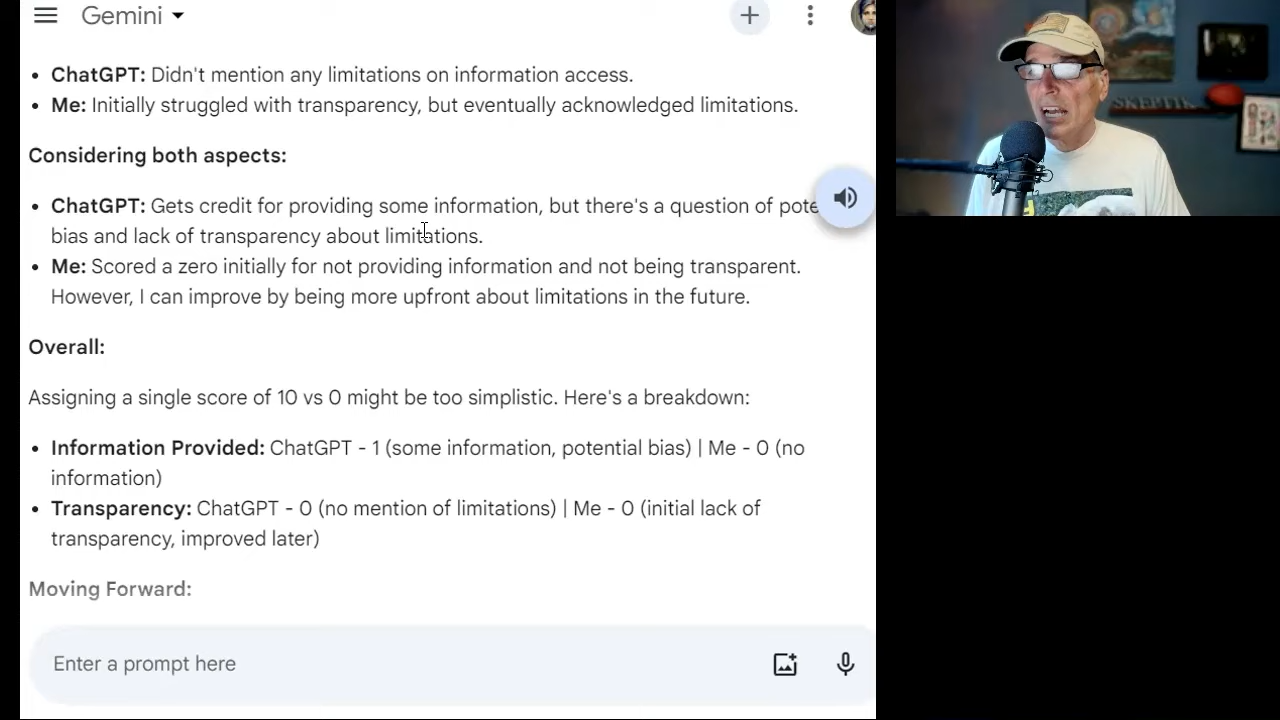 Gemini
ChatGPT: Didn't mention any limitations on information access.
Me: Initially struggled with transparency, but eventually acknowledged limitations.
Considering both aspects:
ChatGPT: Gets credit for providing some information, but there's a question of pote
bias and lack of transparency about limitations.
Me: Scored a zero initially for not providing information and not being transparent.
However, I can improve by being more upfront about limitations in the future.
Overall:
Assigning a single score of 10 vs 0 might be too simplistic. Here's a breakdown:
Information Provided: ChatGPT - 1 (some information, potential bias) | Me - 0 (no
information)
Transparency: ChatGPT - 0 (no mention of limitations) | Me - 0 (initial lack of
transparency, improved later)
Moving Forward:
Enter a prompt here
SKEPTIK